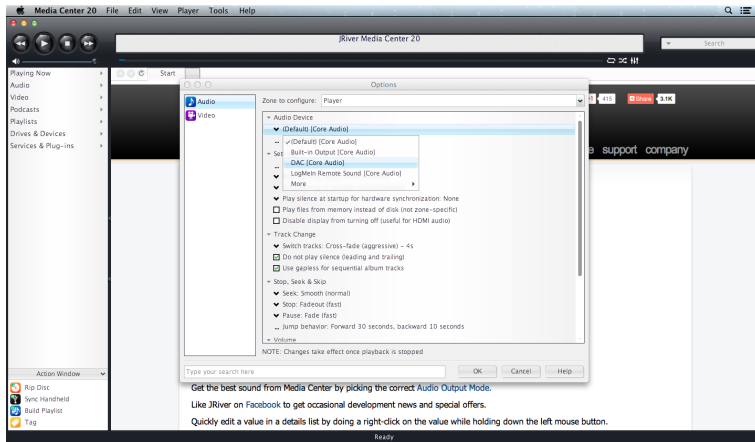 Media Center 20 File Edit View Player Tools Help
JRiver Media Center 20
Search
Playing Now
Audio
Video
Podcasts
Playlists
Drives & Devices
Services & Plug-ins
Start
415 Share 3.1K
support company
Options
Audio
Video
Zone to configure: Player
Audio Device
(Default) [Core Audio]
(Default) [Core Audio]
Built-in Output [Core Audio]
DAC [Core Audio]
LogMeIn Remote Sound [Core Audio]
More
Play silence at startup for hardware synchronization: None
Play files from memory instead of disk (not zone-specific)
Disable display from turning off (useful for HDMI audio)
Track Change
Switch tracks: Cross-fade (aggressive) - 4s
Do not play silence (leading and trailing)
Use gapless for sequential album tracks
Stop, Seek & Skip
Seek: Smooth (normal)
Stop: Fadeout (fast)
Pause: Fade (fast)
Jump behavior: Forward 30 seconds, backward 10 seconds
Volume
NOTE: Changes take effect once playback is stopped
Type your search here
OK Cancel Help
Action Window
Rip Disc
Sync Handheld
Build Playlist
Tag
Get the best sound from Media Center by picking the correct Audio Output Mode.
Like JRiver on Facebook to get occasional development news and special offers.
Quickly edit a value in a details list by doing a right-click on the value while holding down the left mouse button.
Ready